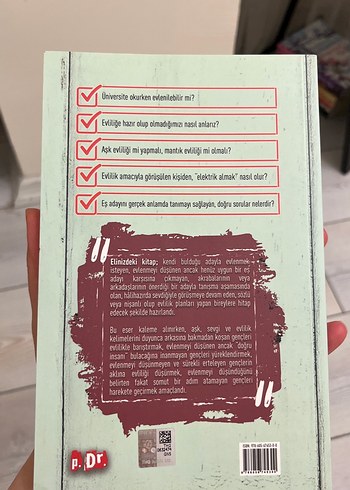 Üniversite okurken evlenilebilir mi?
Evliliğe hazır olup olmadığımızı nasıl anlarız?
Aşk evliliği mi yapmalı, mantık evliliği mi olmalı?
Evlilik amacıyla görüşülen kişiden, "elektrik almak" nasıl olur?
Eş adayını gerçek anlamda tanımayı sağlayan, doğru sorular nelerdir?
Elinizdeki kitap; kendi bulduğu adayla evlenmek
isteyen, evlenmeyi düşünen ancak henüz uygun bir eş
adayı karşısına çıkmayan, akrabalarının veya
arkadaşlarının önerdiği bir adayla tanışma aşamasında
olan, hâlihazırda sevdiğiyle görüşmeye devam eden, sözlü
veya nişanlı olup evlilik planları yapan bireylere hitap
edecek şekilde hazırlandı.
Bu eser kaleme alınırken, aşk, sevgi ve evlilik
kelimelerini duyunca arkasına bakmadan kaçan gençleri
evlilikle barıştırmak, evlenmeyi düşünen ancak "doğru
insanı" bulacağına inanmayan gençleri yüreklendirmek,
evlenmeyi düşünmeyen ve sürekli erteleyen gençlerin
aklına evliliği düşürmek, evlenmeyi düşündüğünü
belirten fakat somut bir adım atamayan gençleri
harekete geçirmek amaçlandı.
p.Dr.